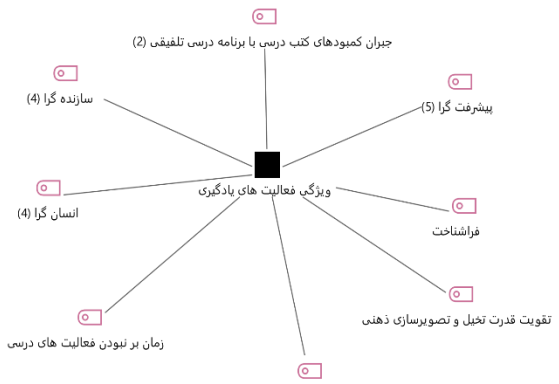 جبران کمبودهای کتب درسی با برنامه درسی تلفیقی (2)
سازنده گرا (4)
پیشرفت گرا (5)
ویژگی فعالیت های یادگیری
انسان گرا (4)
فراشناخت
تقویت قدرت تخیل و تصویرسازی ذهنی
زمان بر نبودن فعالیت های درسی